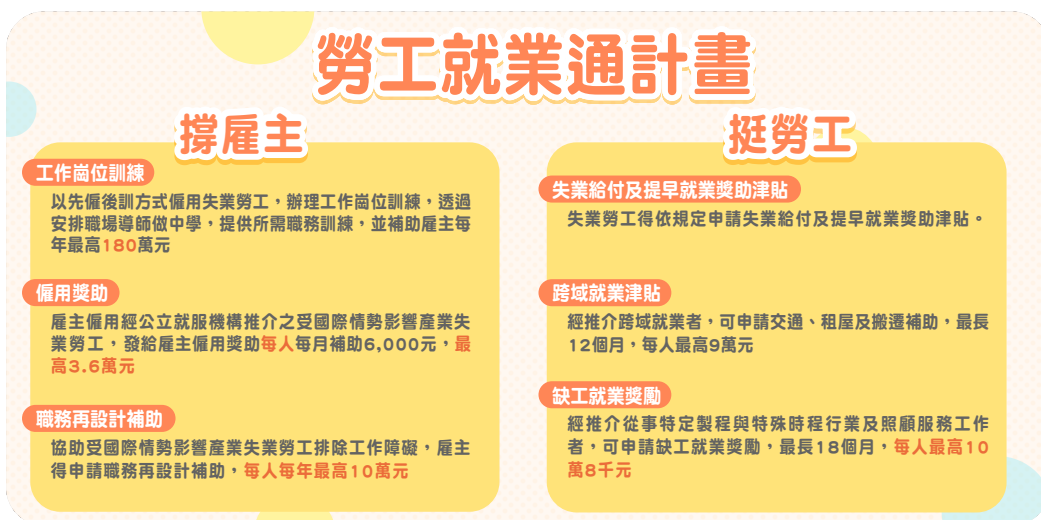 勞工就業通計畫
撐雇主
工作崗位訓練
以先僱後訓方式僱用失業勞工，辦理工作崗位訓練，透過
安排職場導師做中學，提供所需職務訓練，並補助雇主每
年最高180萬元
僱用獎助
雇主僱用經公立就服機構推介之受國際情勢影響產業失
業勞工，發給雇主僱用獎助每人每月補助6,000元，最
高3.6萬元
職務再設計補助
協助受國際情勢影響產業失業勞工排除工作障礙，雇主
得申請職務再設計補助，每人每年最高10萬元
挺勞工
失業給付及提早就業獎助津貼
失業勞工得依規定申請失業給付及提早就業獎助津貼。
跨域就業津貼
經推介跨域就業者，可申請交通、租屋及搬遷補助，最長
12個月，每人最高9萬元
缺工就業獎勵
經推介從事特定製程與特殊時程行業及照顧服務工作
者，可申請缺工就業獎勵，最長18個月，每人最高10
萬8千元